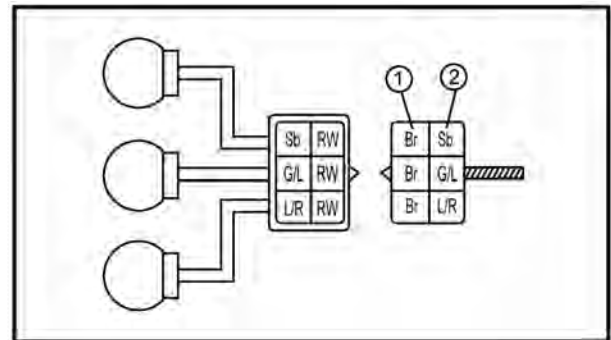 ① ②
Sb RW Br Sb
G/L RW Br G/L
L/R RW Br L/R